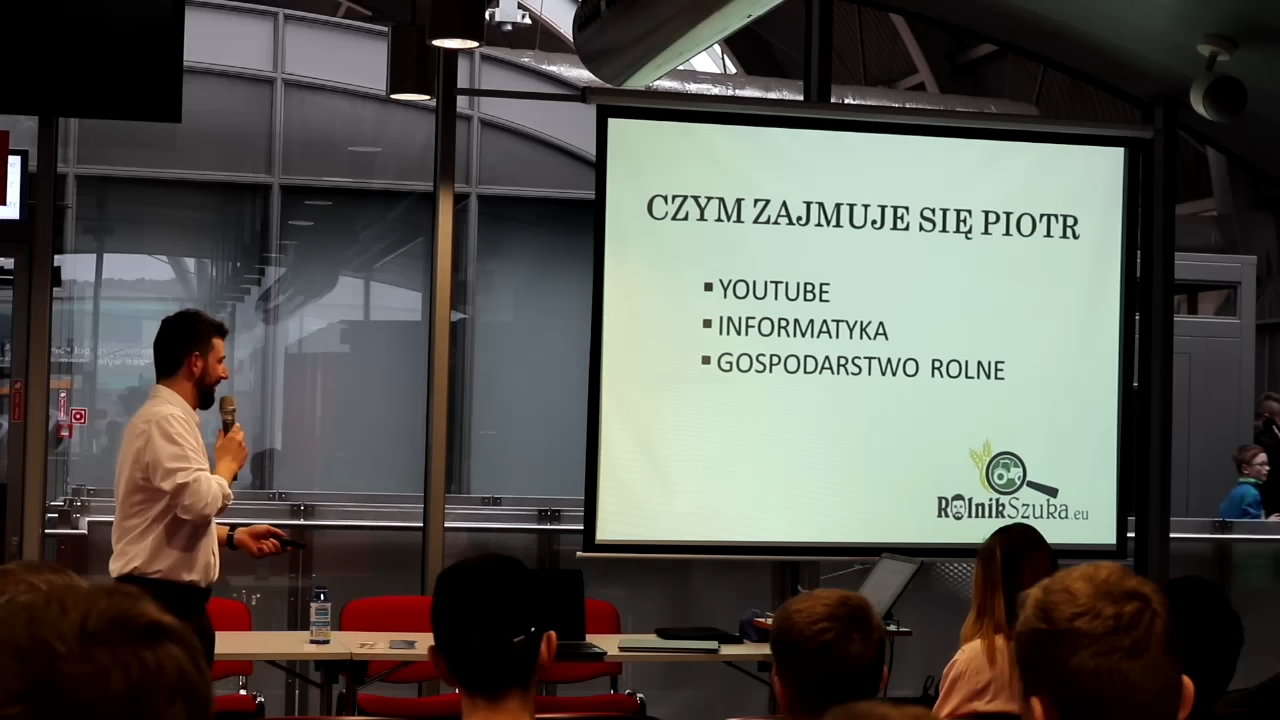 CZYM ZAJMUJE SIĘ PIOTR
▪ YOUTUBE
▪ INFORMATYKA
▪ GOSPODARSTWO ROLNE
RolnikSzuka.eu